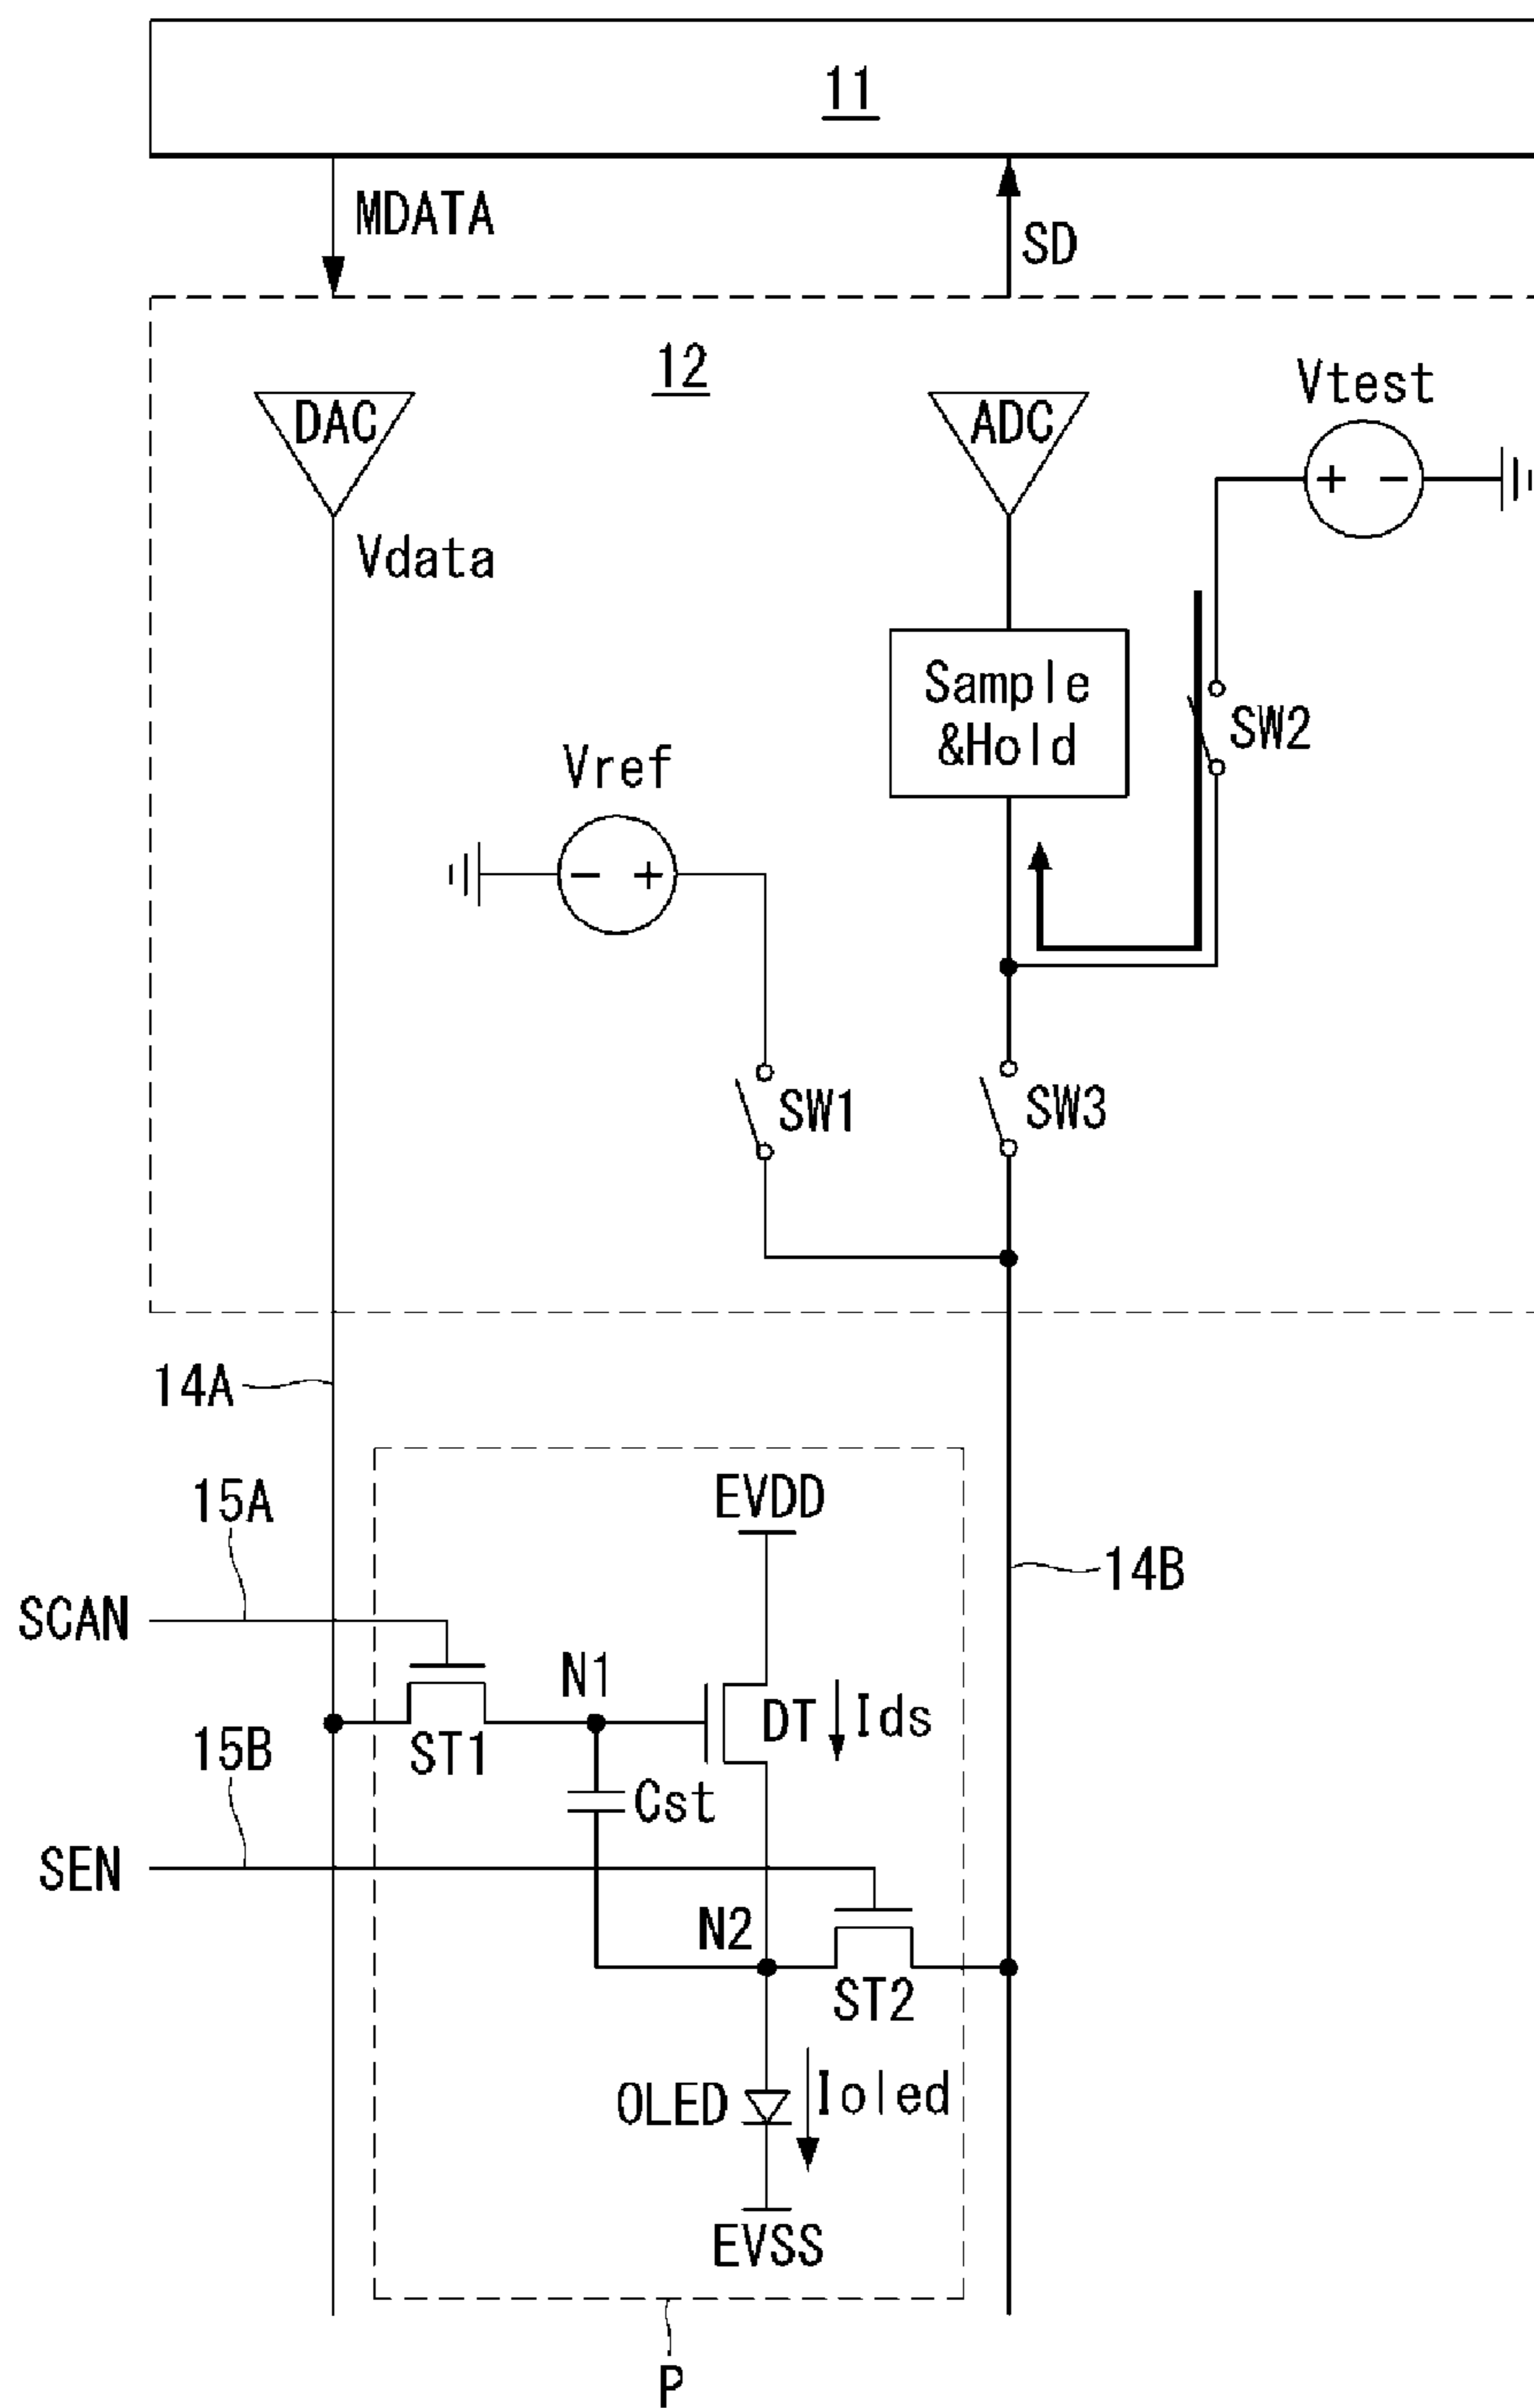 11
MDATA
SD
12
DAC
ADC
Vtest
+ -
Vdata
Sample
&Hold
SW2
Vref
- +
SW1
SW3
14A
15A
EVDD
14B
SCAN
N1
DT
Ids
ST1
15B
Cst
SEN
N2
ST2
OLED
Ioled
EVSS
P